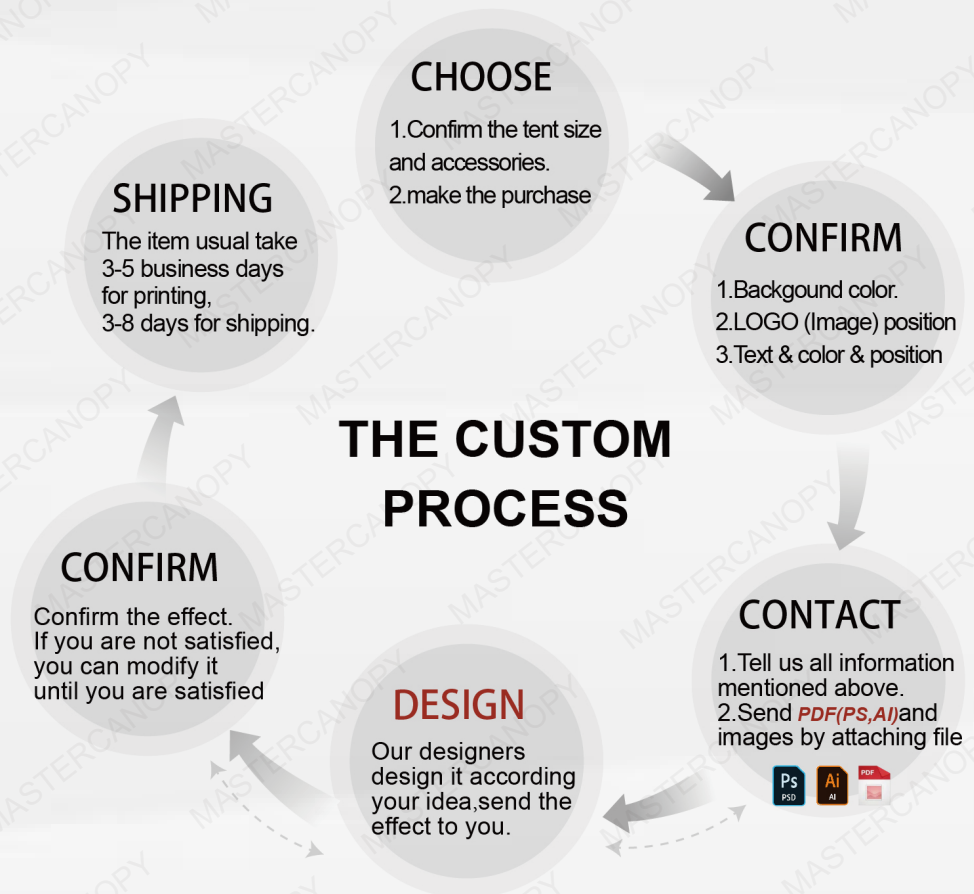 THE CUSTOM
PROCESS
CHOOSE
1.Confirm the tent size
and accessories.
2.make the purchase
CONFIRM
1.Backgound color.
2.LOGO (Image) position
3.Text & color & position
CONTACT
1.Tell us all information
mentioned above.
2.Send PDF(PS,AI)and
images by attaching file
Ps
PSD
Ai
AI
PDF
DESIGN
Our designers
design it according
your idea,send the
effect to you.
CONFIRM
Confirm the effect.
If you are not satisfied,
you can modify it
until you are satisfied
SHIPPING
The item usual take
3-5 business days
for printing,
3-8 days for shipping.
MASTERCANOPY